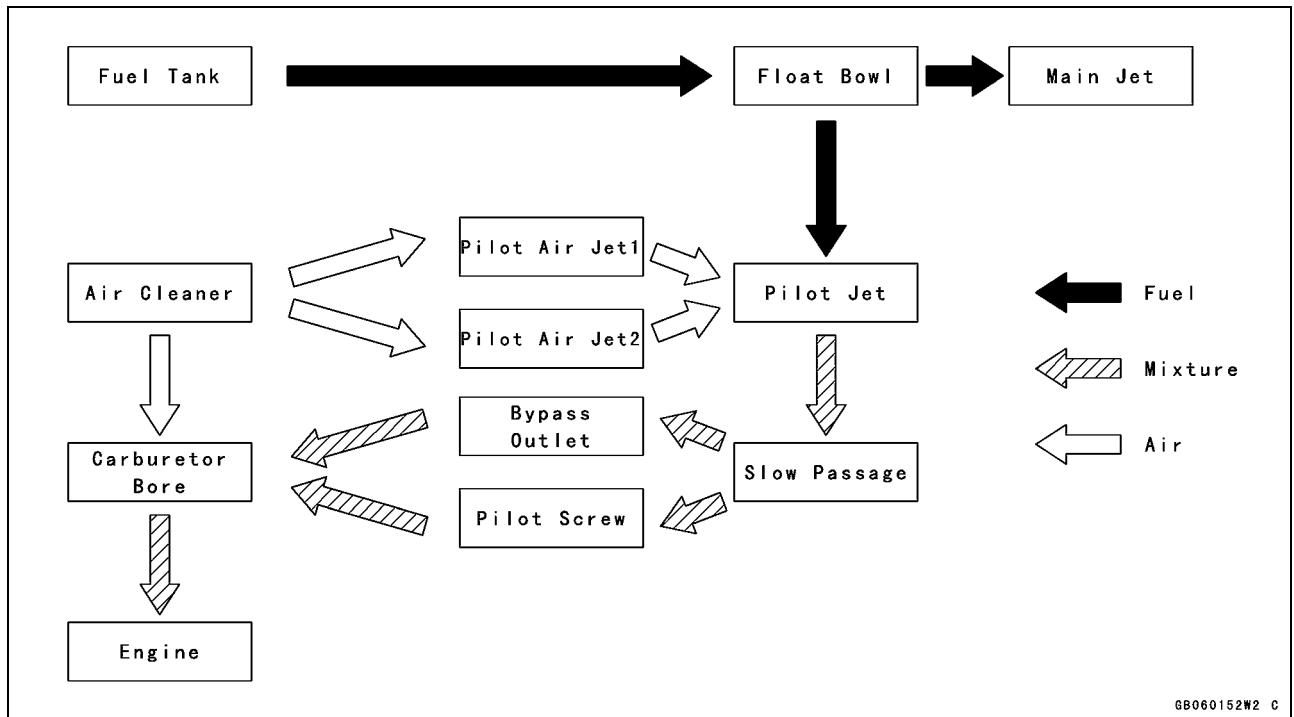 Fuel Tank
Float Bowl
Main Jet
Pilot Air Jet1
Air Cleaner
Pilot Jet
Fuel
Pilot Air Jet2
Mixture
Bypass
Outlet
Air
Carburetor
Bore
Slow Passage
Pilot Screw
Engine
GB060152W2 C